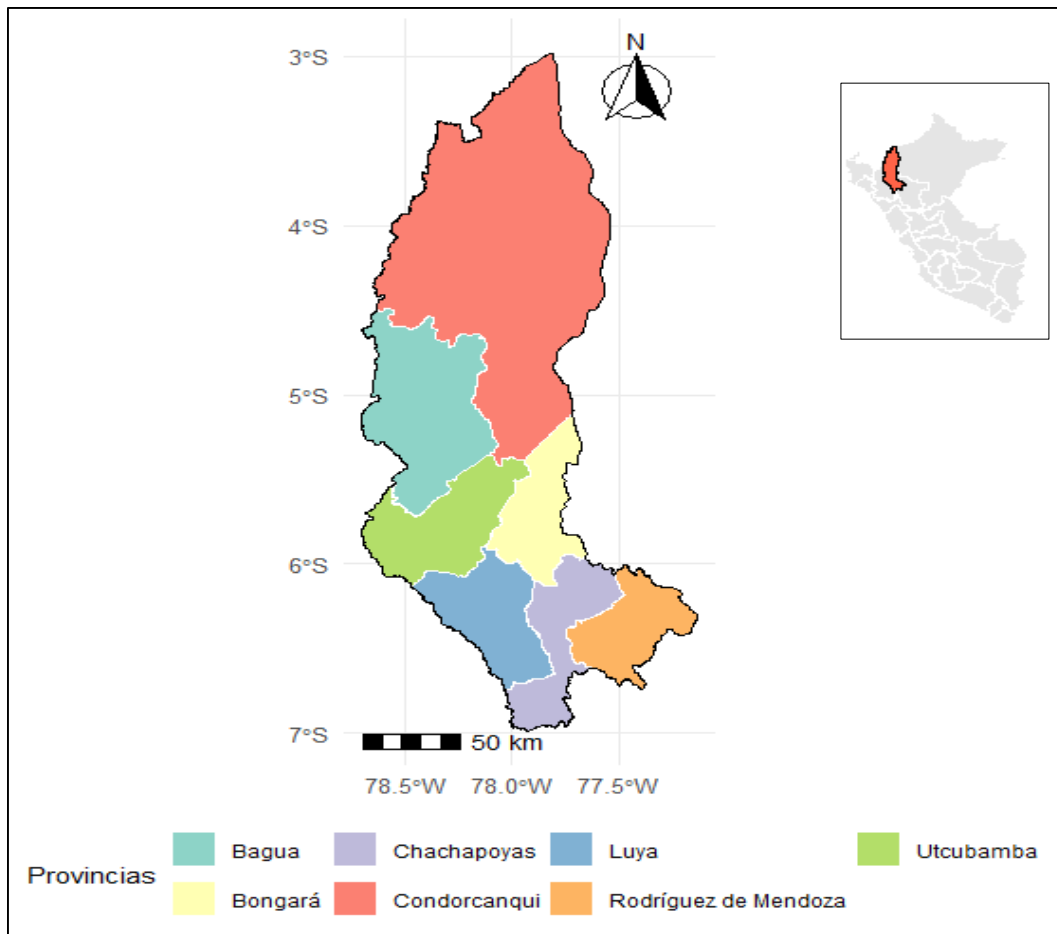 N
3°S
4°S
5°S
6°S
7°S
50 km
78.5°W 78.0°W 77.5°W
Provincias
Bagua Chachapoyas Luya Utcubamba
Bongará Condorcanqui Rodríguez de Mendoza